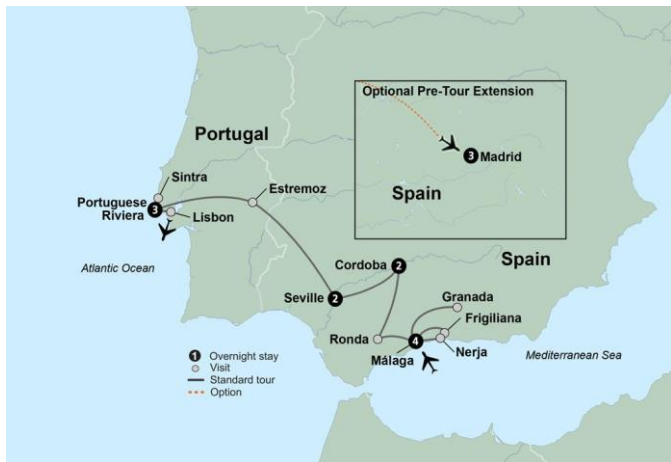 Optional Pre-Tour Extension
Portugal
3 Madrid
Sintra
Estremoz
Spain
Portuguese
Riviera
3
Lisbon
Atlantic Ocean
Spain
Cordoba
2
Seville
2
Granada
Frigiliana
Ronda
4
Málaga
Nerja
Mediterranean Sea
1 Overnight stay
Visit
Standard tour
Option